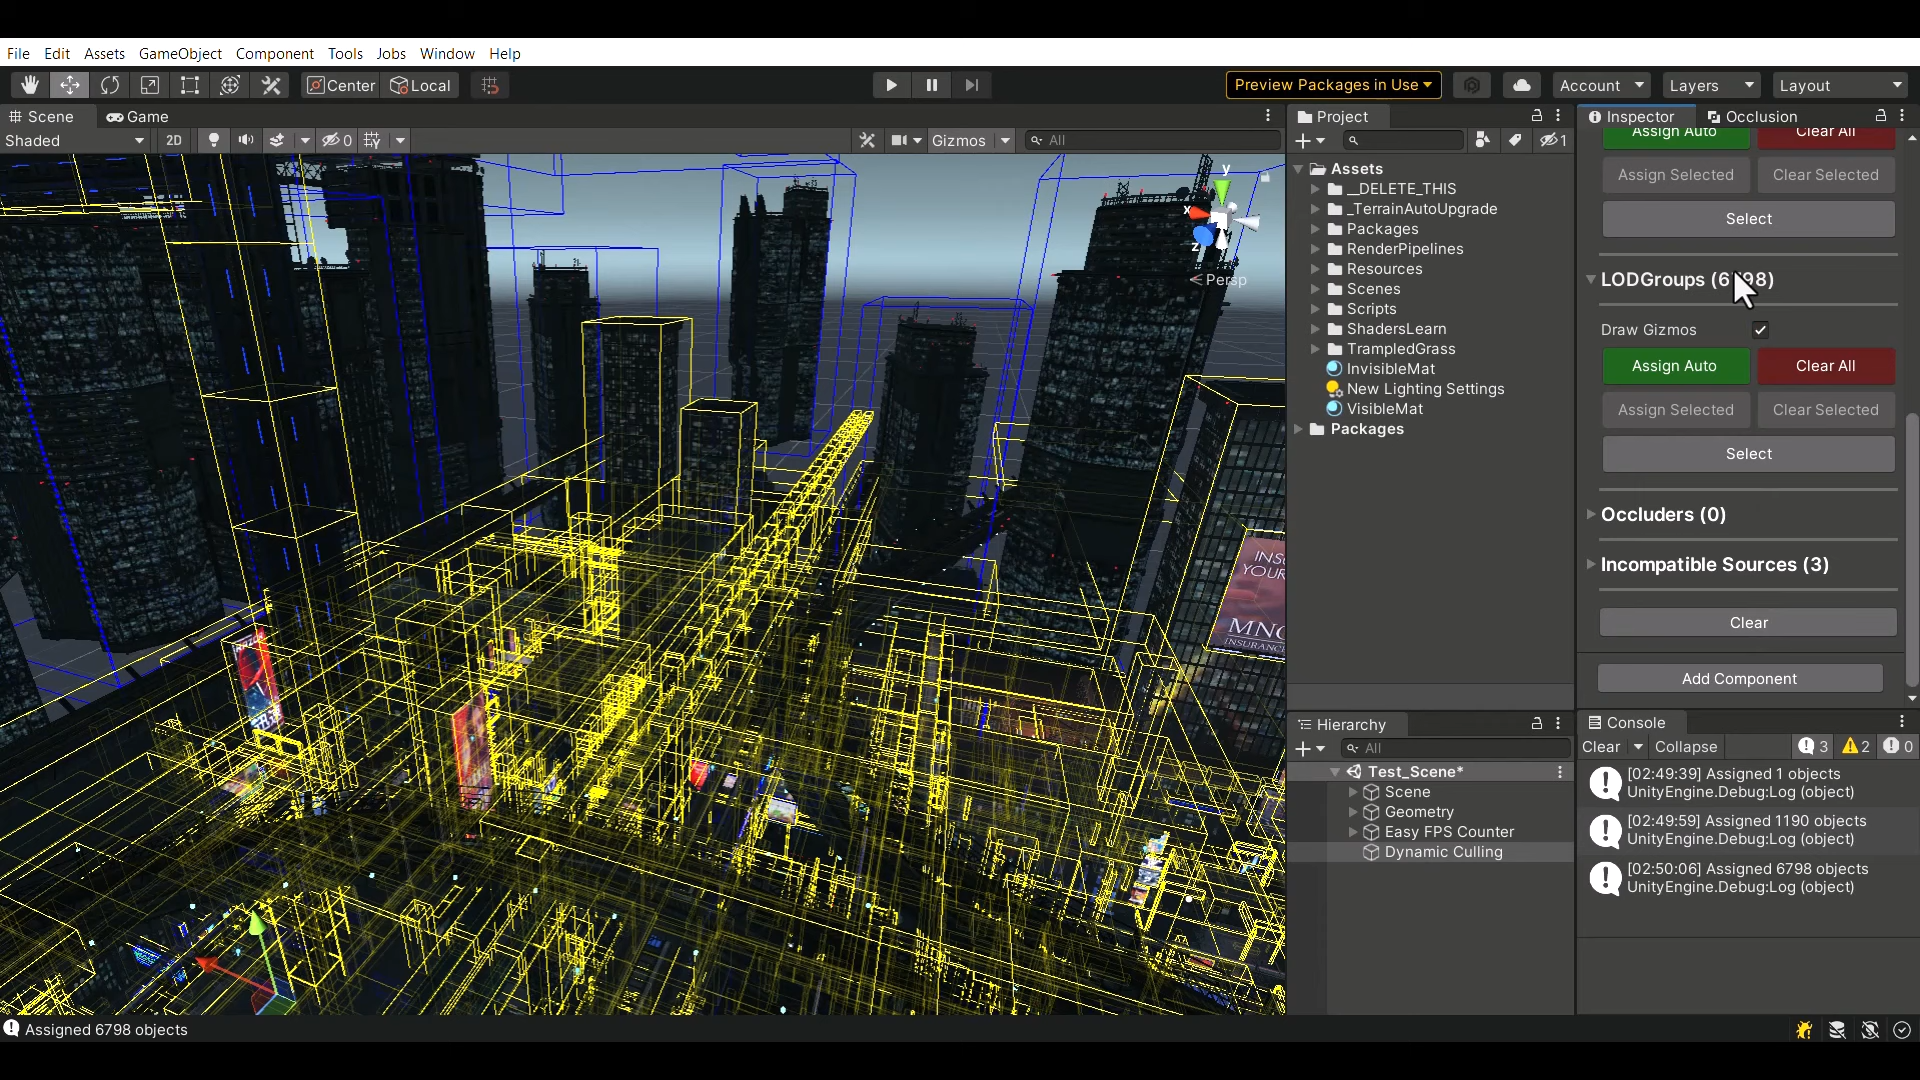 File Edit Assets GameObject Component Tools Jobs Window Help
Center Local Preview Packages in Use Account Layers Layout
Scene Game
Shaded 2D 0 Gizmos All
y
x
z
Persp
INSURANCE
Project
1
Assets
__DELETE_THIS
_TerrainAutoUpgrade
Packages
RenderPipelines
Resources
Scenes
Scripts
ShadersLearn
TrampledGrass
InvisibleMat
New Lighting Settings
VisibleMat
Packages
Hierarchy
All
Test_Scene*
Scene
Geometry
Easy FPS Counter
Dynamic Culling
Inspector Occlusion
Assign Auto Clear All
Assign Selected Clear Selected
Select
LODGroups (6798)
Draw Gizmos
Assign Auto Clear All
Assign Selected Clear Selected
Select
Occluders (0)
Incompatible Sources (3)
Clear
Add Component
Console
Clear Collapse 3 2 0
[02:49:39] Assigned 1 objects
UnityEngine.Debug:Log (object)
[02:49:59] Assigned 1190 objects
UnityEngine.Debug:Log (object)
[02:50:06] Assigned 6798 objects
UnityEngine.Debug:Log (object)
Assigned 6798 objects